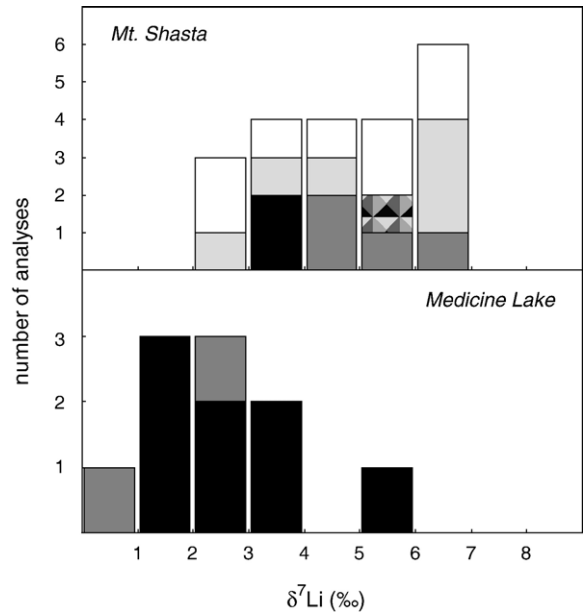 Mt. Shasta
6
5
4
3
2
1
number of analyses
Medicine Lake
3
2
1
1 2 3 4 5 6 7 8
δ⁷Li (‰)